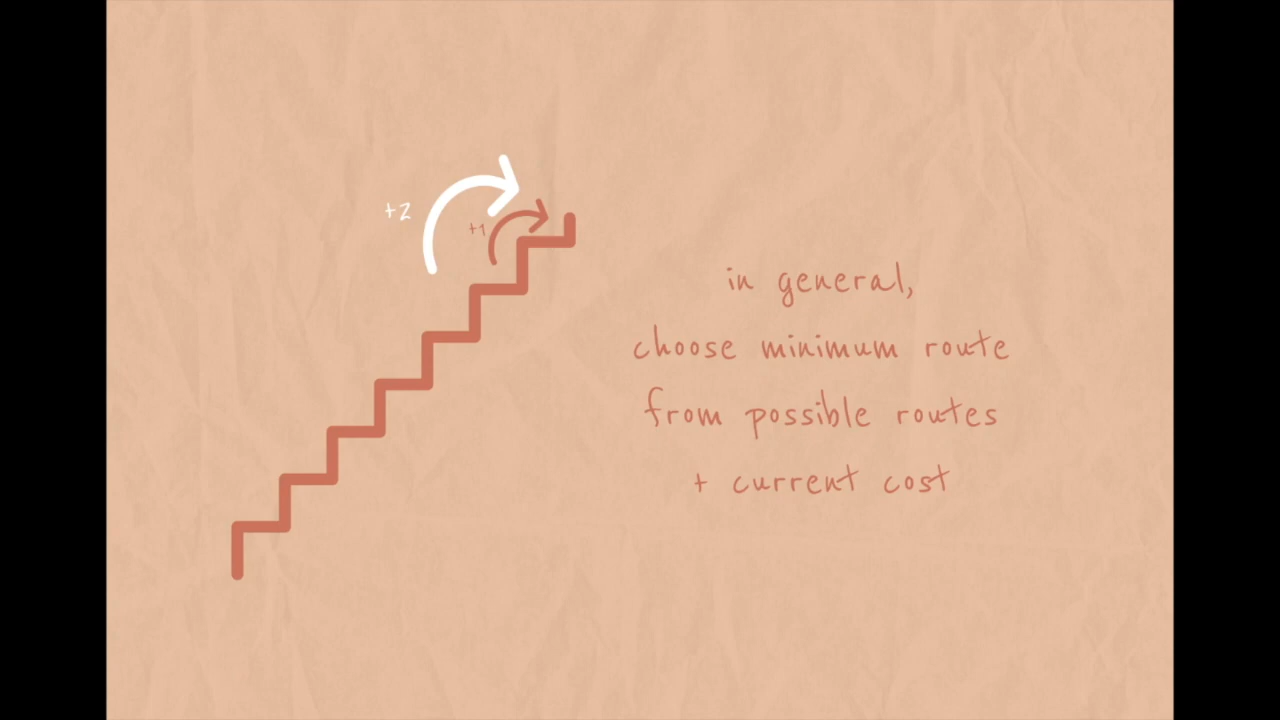 +2
+1
in general,
choose minimum route
from possible routes
+ current cost